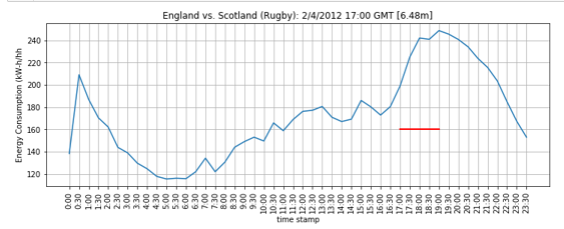 England vs. Scotland (Rugby): 2/4/2012 17:00 GMT [6.48m]
Energy Consumption (kW-h/hh
240
220
200
180
160
140
120
0:00 0:30 1:00 1:30 2:00 2:30 3:30 4:00 4:30 5:00 5:30 6:00 6:30 7:00 7:30 8:00 8:30 9:00 9:30 10:00 10:30 11:00 11:30 12:00 12:30 13:00 13:30 14:00 14:30 15:00 15:30 16:00 16:30 17:00 17:30 18:00 18:30 19:00 19:30 20:00 20:30 21:00 21:30 22:00 22:30 23:00 23:30
time stamp